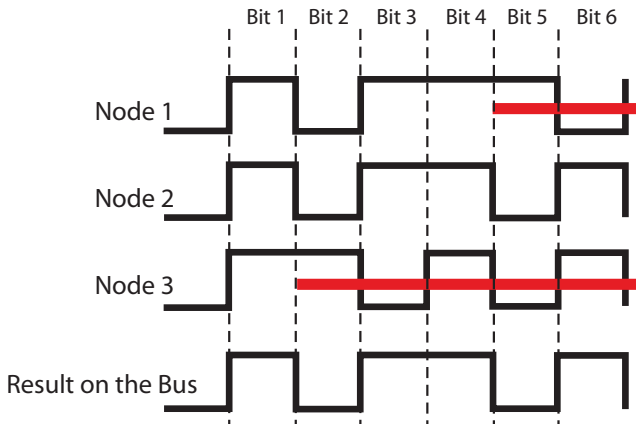 Bit 1 Bit 2 Bit 3 Bit 4 Bit 5 Bit 6
Node 1
Node 2
Node 3
Result on the Bus